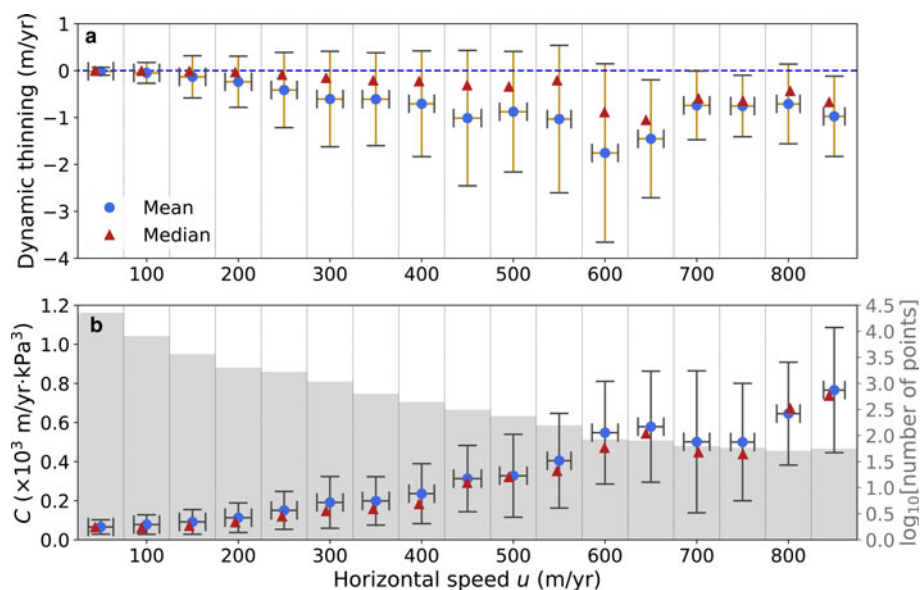 a
Dynamic thinning (m/yr)
1
0
−1
−2
−3
−4
Mean
Median
100 200 300 400 500 600 700 800
b
C (×10³ m/yr·kPa³)
1.2
1.0
0.8
0.6
0.4
0.2
0.0
4.5
4.0
3.5
3.0
2.5
2.0
1.5
1.0
0.5
0.0
log₁₀[number of points]
100 200 300 400 500 600 700 800
Horizontal speed u (m/yr)